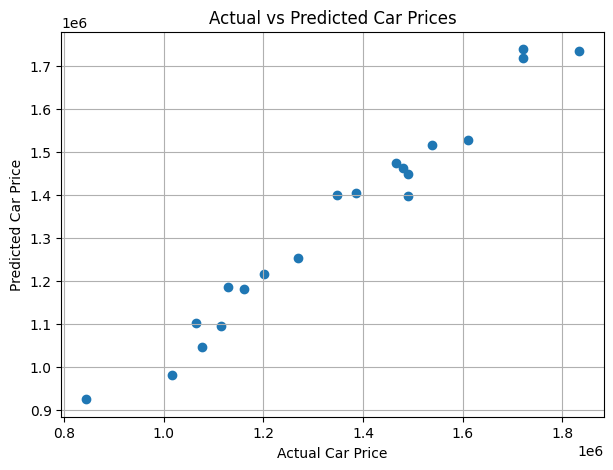 Actual vs Predicted Car Prices
1e6
1.7
1.6
1.5
1.4
1.3
1.2
1.1
1.0
0.9
Predicted Car Price
0.8 1.0 1.2 1.4 1.6 1.8
1e6
Actual Car Price